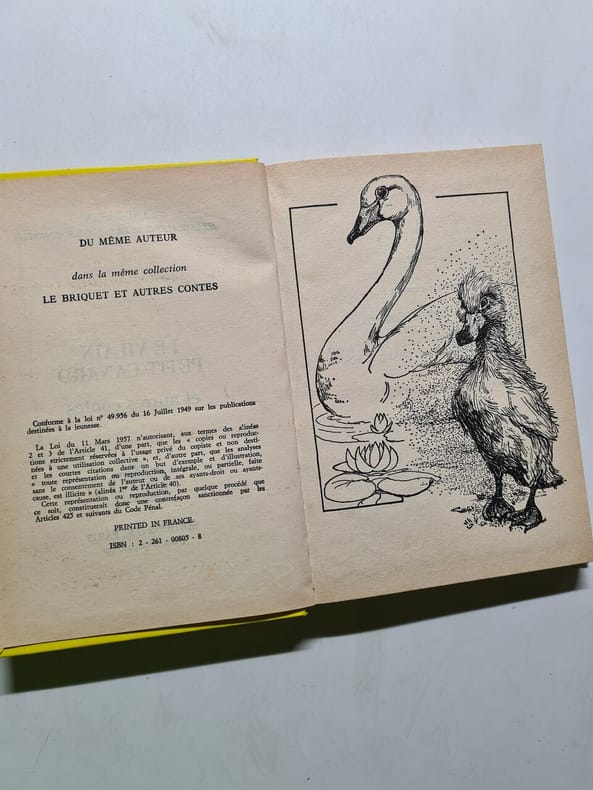 DU MÊME AUTEUR
dans la même collection
LE BRIQUET ET AUTRES CONTES
LE VILAIN
PETIT CANARD
Conforme à la loi n° 49.956 du 16 Juillet 1949 sur les publications
destinées à la jeunesse.
La Loi du 11 Mars 1957 n'autorisant, aux termes des alinéas
2 et 3 de l'Article 41, d'une part, que les « copies ou reproduc-
tions strictement réservées à l'usage privé du copiste et non desti-
nées à une utilisation collective », et, d'autre part, que les analyses
et les courtes citations dans un but d'exemple et d'illustration,
« toute représentation ou reproduction, intégrale, ou partielle, faite
sans le consentement de l'auteur ou de ses ayants-droit ou ayants-
cause, est illicite » (alinéa 1er de l'Article 40).
Cette représentation ou reproduction, par quelque procédé que
ce soit, constituerait donc une contrefaçon sanctionnée par les
Articles 425 et suivants du Code Pénal.
PRINTED IN FRANCE.
ISBN : 2 - 261 - 00805 - 8